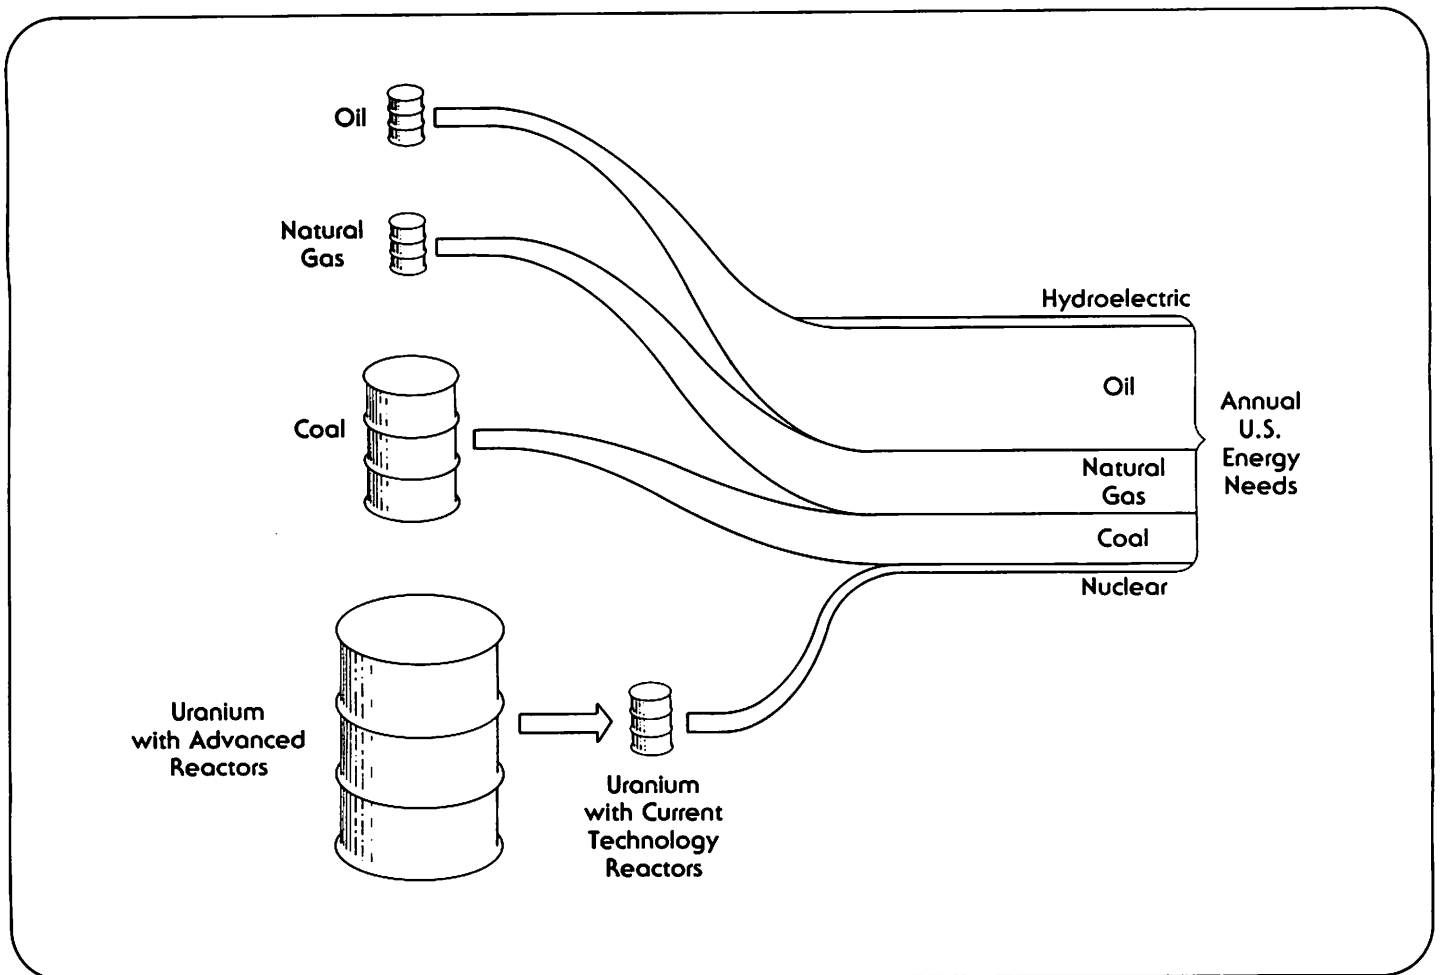 Oil
Natural
Gas
Coal
Uranium
with Advanced
Reactors
Uranium
with Current
Technology
Reactors
Hydroelectric
Oil
Natural
Gas
Coal
Nuclear
Annual
U.S.
Energy
Needs